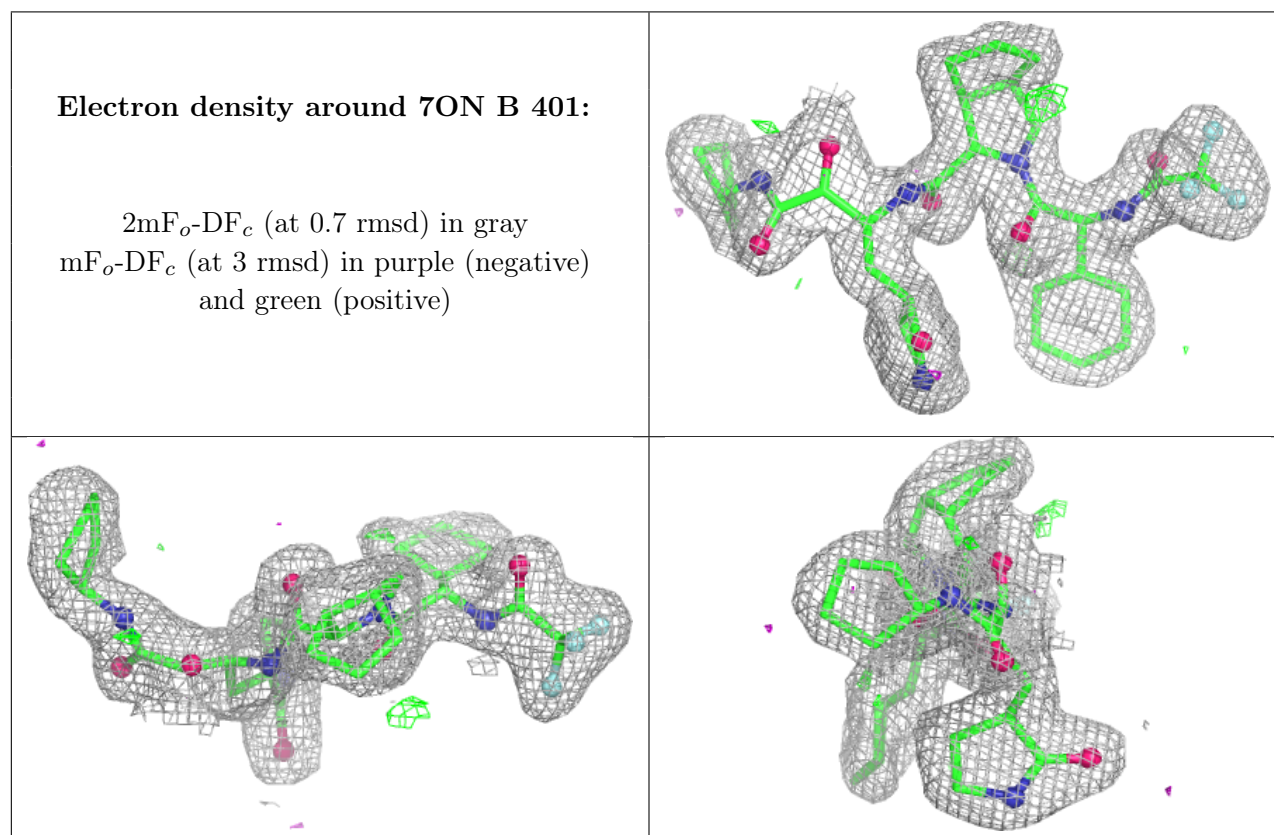 Electron density around 7ON B 401:
2mFo-DFc (at 0.7 rmsd) in gray
mFo-DFc (at 3 rmsd) in purple (negative)
and green (positive)